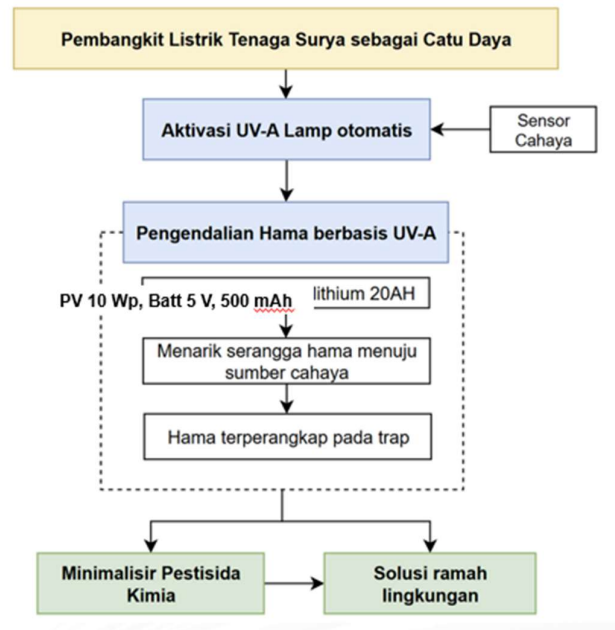 Pembangkit Listrik Tenaga Surya sebagai Catu Daya
Aktivasi UV-A Lamp otomatis
Sensor
Cahaya
Pengendalian Hama berbasis UV-A
PV 10 Wp, Batt 5 V, 500 mAh lithium 20AH
Menarik serangga hama menuju
sumber cahaya
Hama terperangkap pada trap
Minimalisir Pestisida
Kimia
Solusi ramah
lingkungan